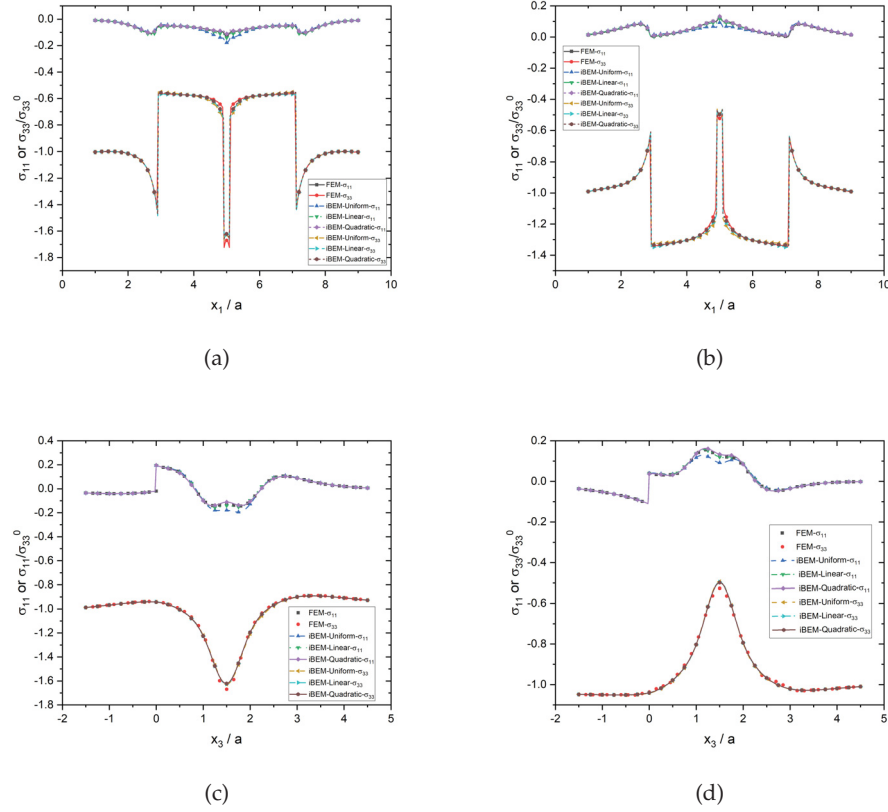 0.0
-0.2
-0.4
-0.6
-0.8
-1.0
-1.2
-1.4
-1.6
-1.8
σ₁₁ or σ₃₃/σ₃₃⁰
FEM-σ₁₁
FEM-σ₃₃
iBEM-Uniform-σ₁₁
iBEM-Linear-σ₁₁
iBEM-Quadratic-σ₁₁
iBEM-Uniform-σ₃₃
iBEM-Linear-σ₃₃
iBEM-Quadratic-σ₃₃
0 2 4 6 8 10
x₁ / a
(a)
0.2
0.0
-0.2
-0.4
-0.6
-0.8
-1.0
-1.2
-1.4
σ₁₁ or σ₃₃/σ₃₃⁰
FEM-σ₁₁
FEM-σ₃₃
iBEM-Uniform-σ₁₁
iBEM-Linear-σ₁₁
iBEM-Quadratic-σ₁₁
iBEM-Uniform-σ₃₃
iBEM-Linear-σ₃₃
iBEM-Quadratic-σ₃₃
0 2 4 6 8 10
x₁ / a
(b)
0.4
0.2
0.0
-0.2
-0.4
-0.6
-0.8
-1.0
-1.2
-1.4
-1.6
-1.8
σ₁₁ or σ₁₁/σ₃₃⁰
FEM-σ₁₁
FEM-σ₃₃
iBEM-Uniform-σ₁₁
iBEM-Linear-σ₁₁
iBEM-Quadratic-σ₁₁
iBEM-Uniform-σ₃₃
iBEM-Linear-σ₃₃
iBEM-Quadratic-σ₃₃
-2 -1 0 1 2 3 4 5
x₃ / a
(c)
0.2
0.0
-0.2
-0.4
-0.6
-0.8
-1.0
σ₁₁ or σ₃₃/σ₃₃⁰
FEM-σ₁₁
FEM-σ₃₃
iBEM-Uniform-σ₁₁
iBEM-Linear-σ₁₁
iBEM-Quadratic-σ₁₁
iBEM-Uniform-σ₃₃
iBEM-Linear-σ₃₃
iBEM-Quadratic-σ₃₃
-2 -1 0 1 2 3 4 5
x₃ / a
(d)